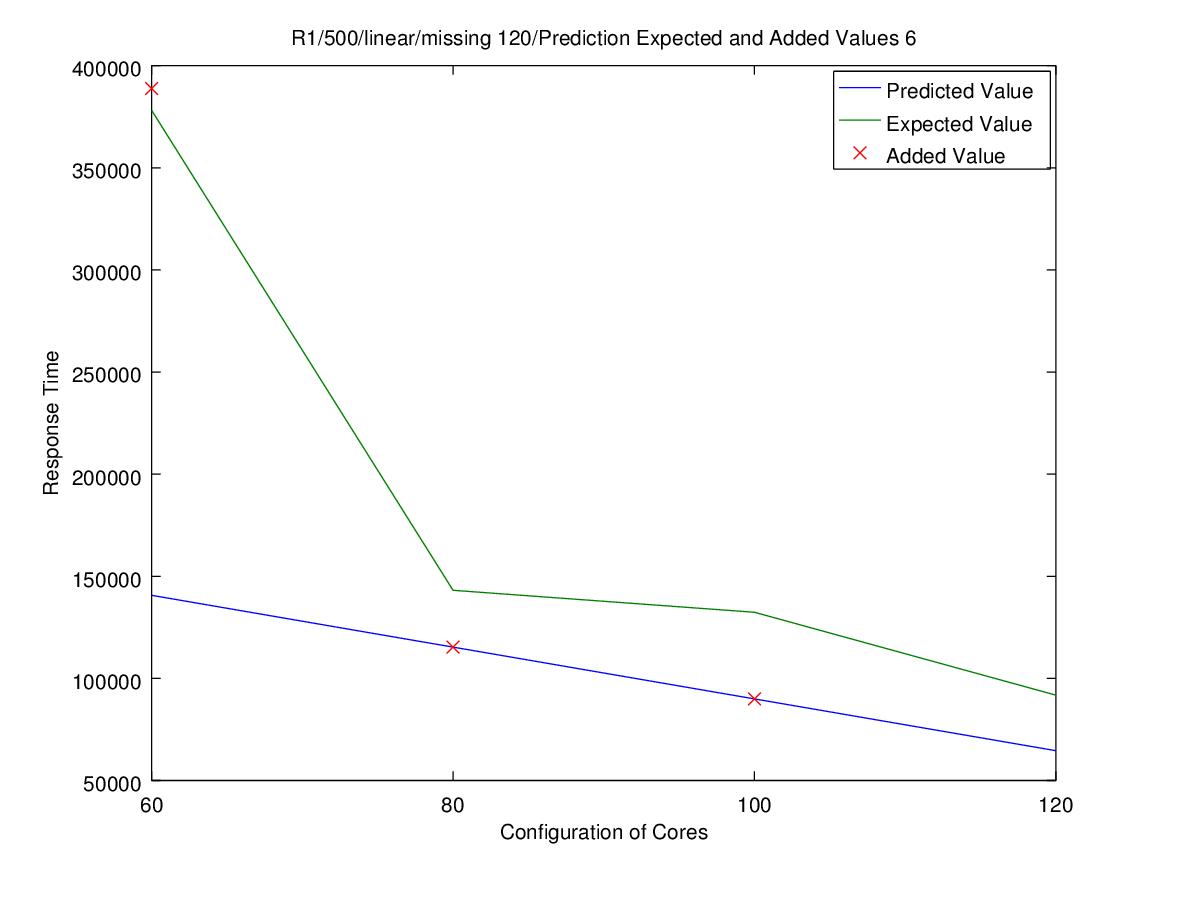 R1/500/linear/missing 120/Prediction Expected and Added Values 6
400000
350000
300000
250000
200000
150000
100000
50000
Response Time
60
80
100
120
Configuration of Cores
Predicted Value
Expected Value
Added Value